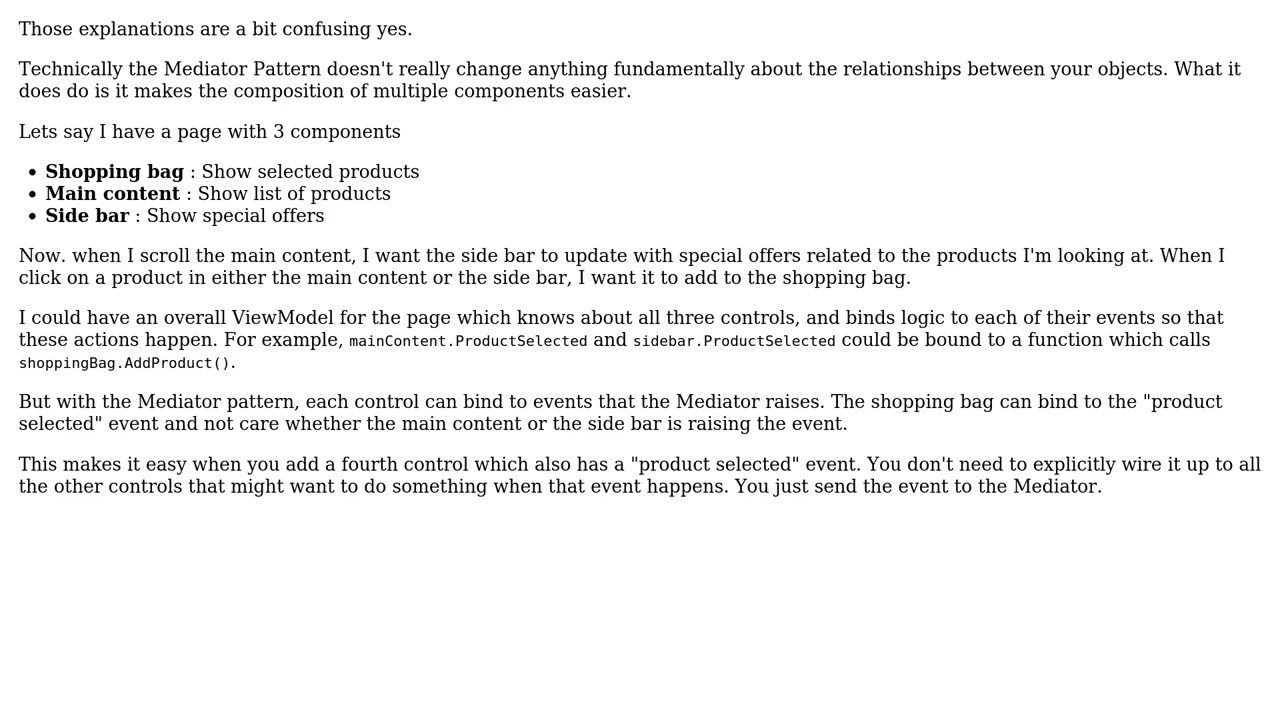 Those explanations are a bit confusing yes.
Technically the Mediator Pattern doesn't really change anything fundamentally about the relationships between your objects. What it
does do is it makes the composition of multiple components easier.
Lets say I have a page with 3 components
• Shopping bag : Show selected products
• Main content : Show list of products
• Side bar : Show special offers
Now. when I scroll the main content, I want the side bar to update with special offers related to the products I'm looking at. When I
click on a product in either the main content or the side bar, I want it to add to the shopping bag.
I could have an overall ViewModel for the page which knows about all three controls, and binds logic to each of their events so that
these actions happen. For example, mainContent.ProductSelected and sidebar.ProductSelected could be bound to a function which calls
shoppingBag.AddProduct().
But with the Mediator pattern, each control can bind to events that the Mediator raises. The shopping bag can bind to the "product
selected" event and not care whether the main content or the side bar is raising the event.
This makes it easy when you add a fourth control which also has a "product selected" event. You don't need to explicitly wire it up to all
the other controls that might want to do something when that event happens. You just send the event to the Mediator.